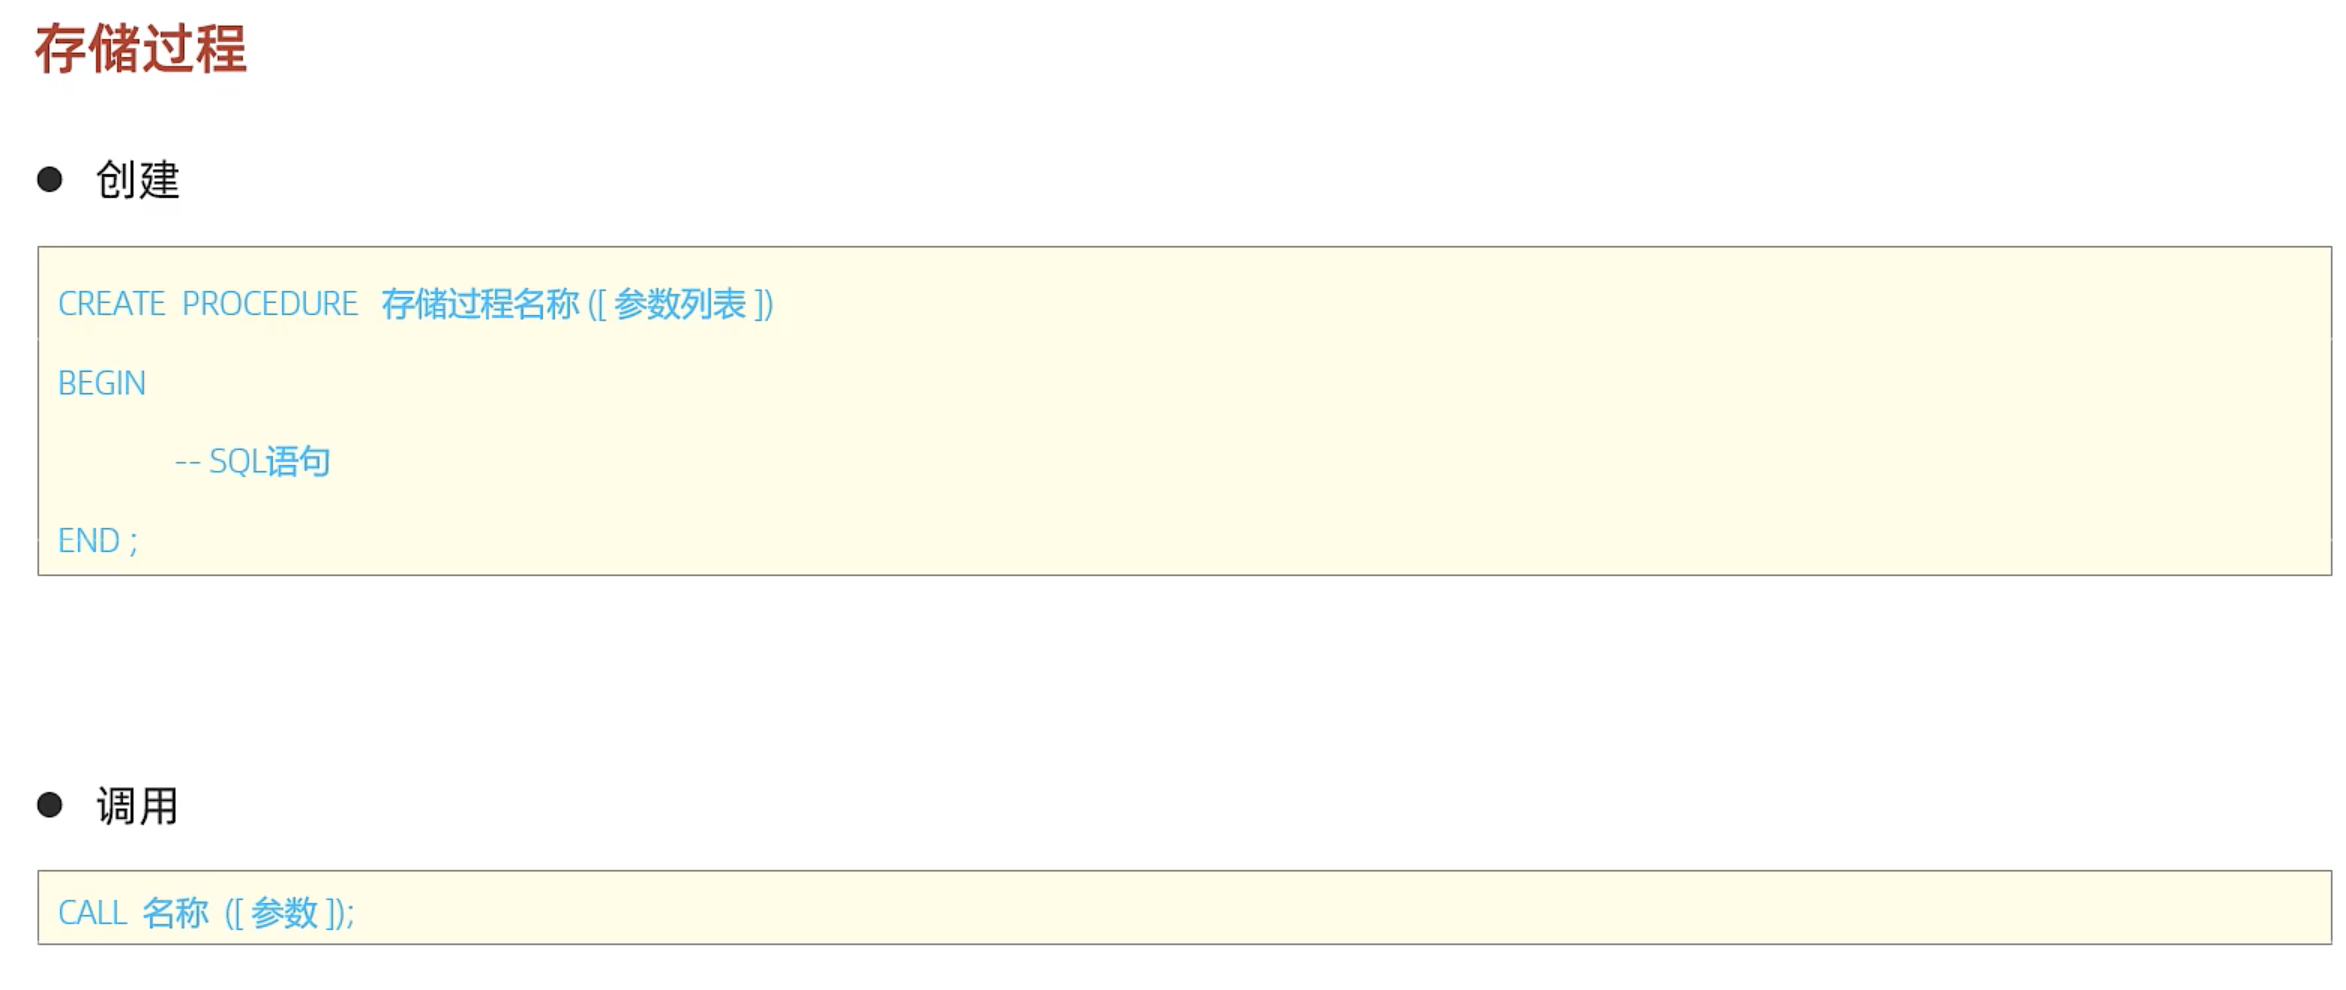 存储过程
● 创建
CREATE PROCEDURE 存储过程名称 ([ 参数列表 ])
BEGIN
-- SQL语句
END ;
● 调用
CALL 名称 ([ 参数 ]);